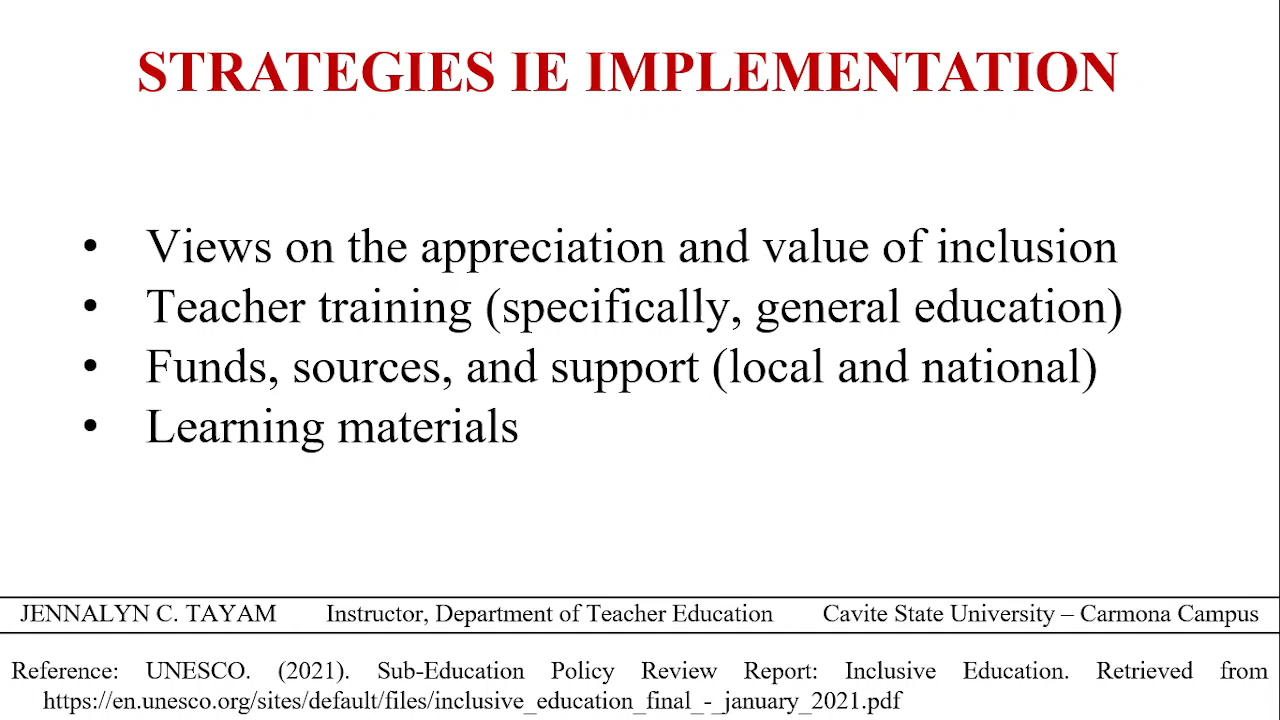 STRATEGIES IE IMPLEMENTATION
• Views on the appreciation and value of inclusion
• Teacher training (specifically, general education)
• Funds, sources, and support (local and national)
• Learning materials
JENNALYN C. TAYAM Instructor, Department of Teacher Education Cavite State University – Carmona Campus
Reference: UNESCO. (2021). Sub-Education Policy Review Report: Inclusive Education. Retrieved from
https://en.unesco.org/sites/default/files/inclusive_education_final_-_january_2021.pdf